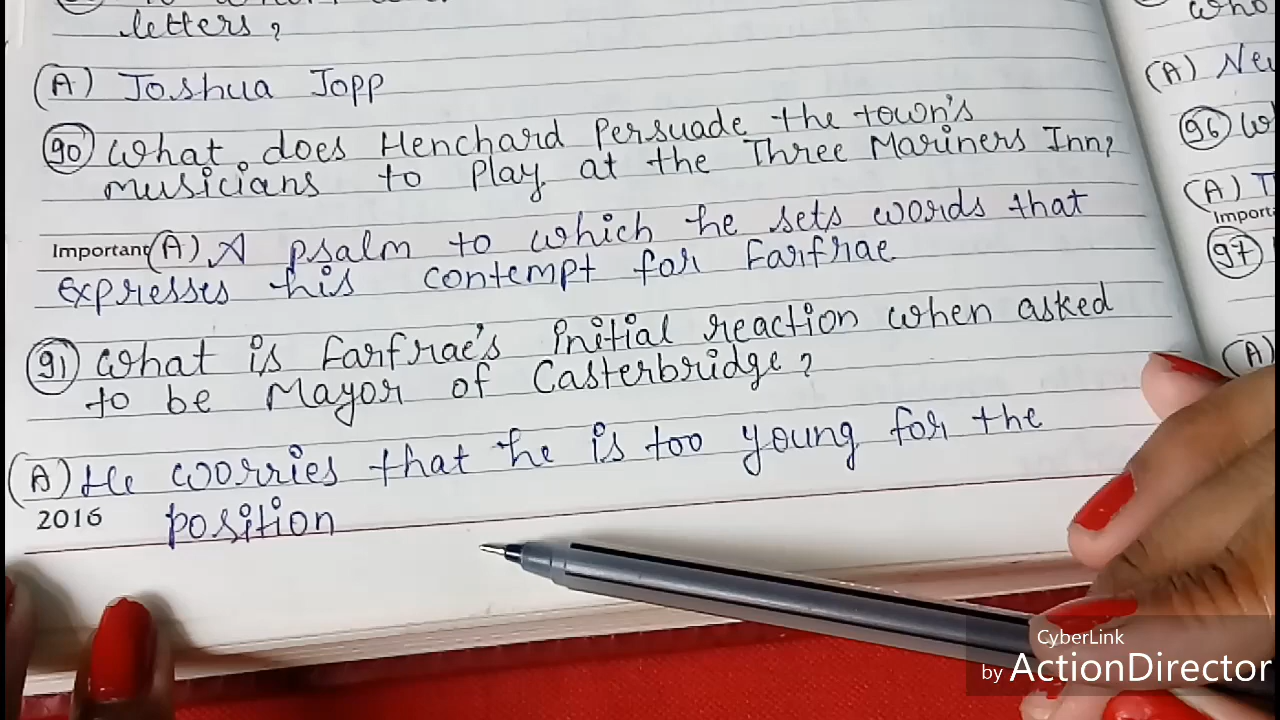 letters?
(A) Joshua Jopp
90 What does Henchard Persuade the town's
musicians to play at the Three Mariners Inn?
Important (A) A psalm to which he sets words that
expresses his contempt for Farfrae
91 What is Farfrae's Initial reaction when asked
to be Mayor of Casterbridge?
(A) He worries that he is too young for the
2016 position
who
(A)
96
(A)
97
(A)
CyberLink
by ActionDirector